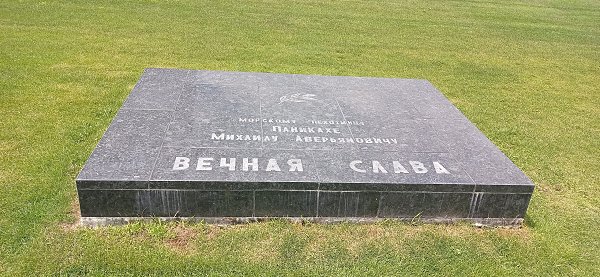 Морскому пехотинцу
Паникахе
Михаилу Аверьяновичу
ВЕЧНАЯ СЛАВА